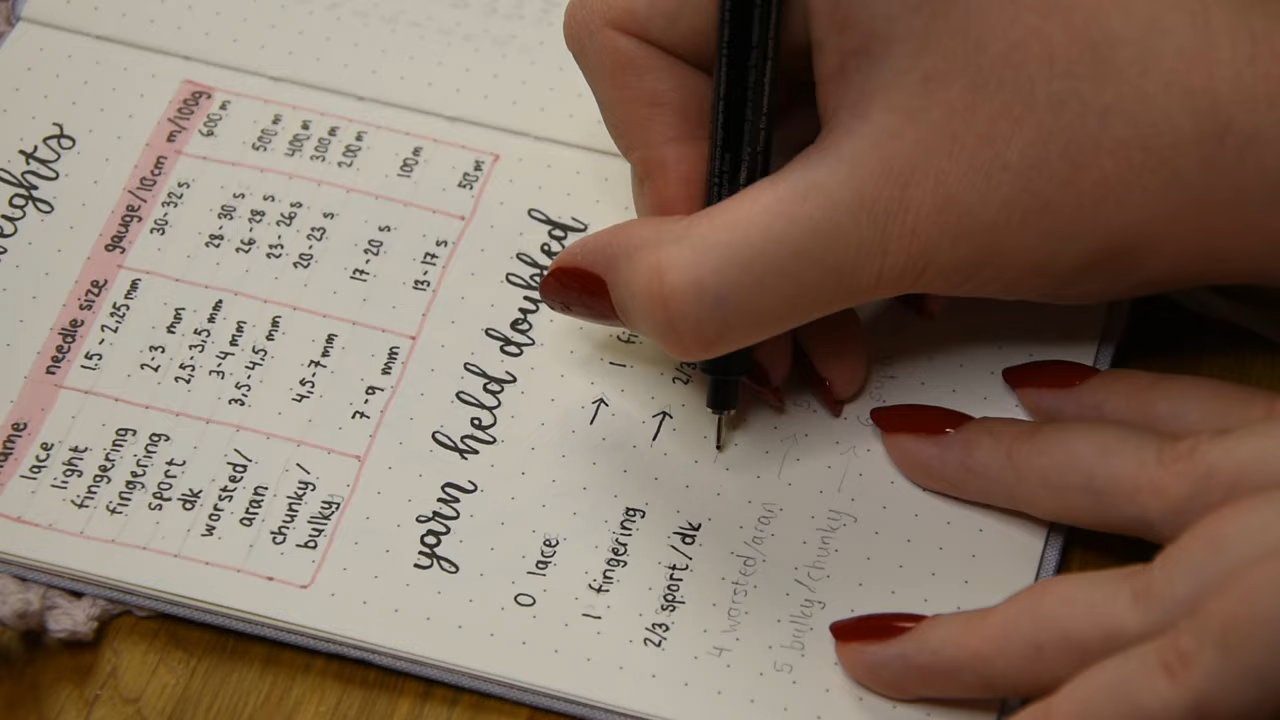 weights
name needle size gauge/10cm m/100g
lace 1.5 - 2.25 mm 30-32 s 600 m
light
fingering 2-3 mm 28-30 s 500 m
fingering 2.5-3.5 mm 26-28 s 400 m
sport 3-4 mm 23-26 s 300 m
dk 3.5-4.5 mm 20-23 s 200 m
worsted/
aran 4.5-7 mm 17-20 s 100 m
chunky/
bulky 7-9 mm 13-17 s 50 m
yarn held doubled
0 lace → 1 fi
1 fingering → 2/3
2/3 sport/dk
4 worsted/aran →
5 bulky/chunky → 6